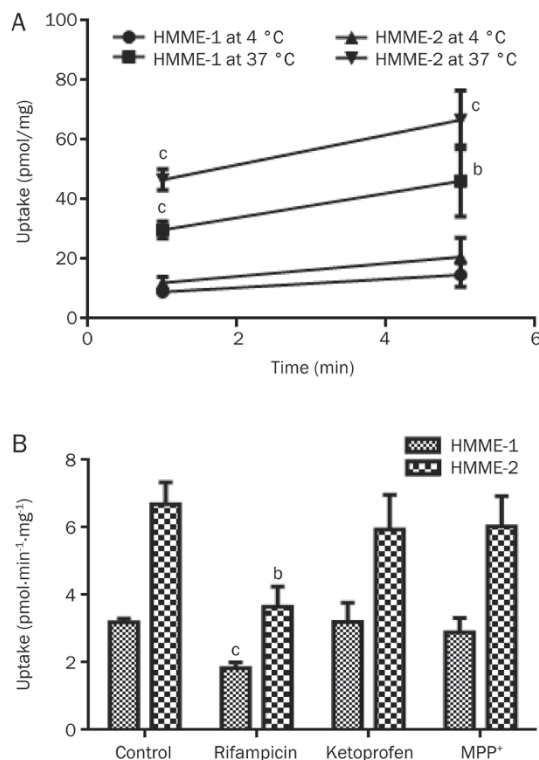 A
HMME-1 at 4 °C
HMME-2 at 4 °C
HMME-1 at 37 °C
HMME-2 at 37 °C
Uptake (pmol/mg)
100
80
60
40
20
0
c
c
c
b
0 2 4 6
Time (min)
B
HMME-1
HMME-2
Uptake (pmol·min⁻¹·mg⁻¹)
8
6
4
2
0
c
b
Control Rifampicin Ketoprofen MPP⁺